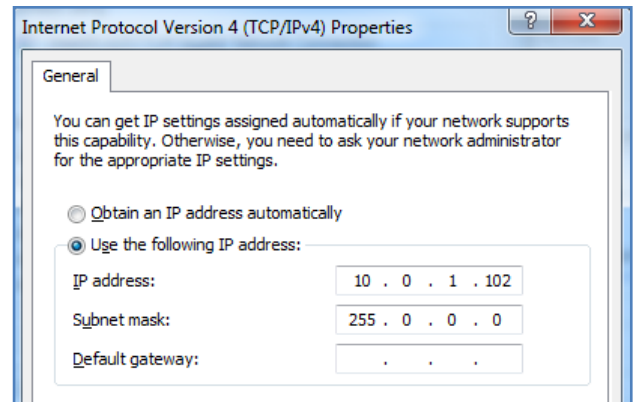 Internet Protocol Version 4 (TCP/IPv4) Properties
?
X
General
You can get IP settings assigned automatically if your network supports
this capability. Otherwise, you need to ask your network administrator
for the appropriate IP settings.
Obtain an IP address automatically
Use the following IP address:
IP address: 10 . 0 . 1 . 102
Subnet mask: 255 . 0 . 0 . 0
Default gateway: . . .